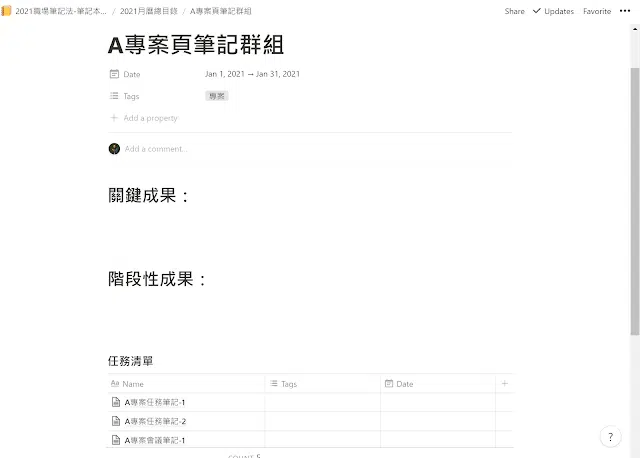 2021職場筆記法-筆記本... / 2021月曆總目錄 / A專案頁筆記群組 Share ✓ Updates Favorite •••
A專案頁筆記群組
Date Jan 1, 2021 → Jan 31, 2021
Tags 專案
+ Add a property
Add a comment...
關鍵成果：
階段性成果：
任務清單
Aa Name Tags Date +
A專案任務筆記-1
A專案任務筆記-2
A專案會議筆記-1
COUNT 5
?